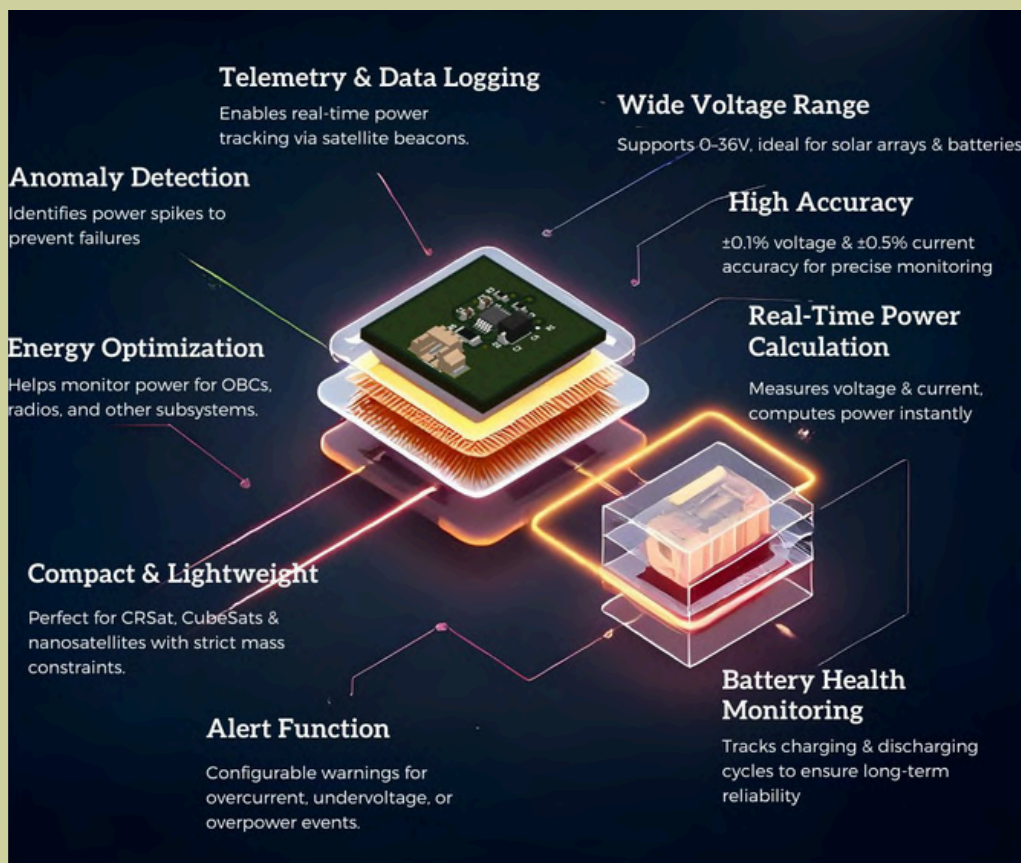 Telemetry & Data Logging
Enables real-time power
tracking via satellite beacons.
Wide Voltage Range
Supports 0-36V, ideal for solar arrays & batteries
Anomaly Detection
Identifies power spikes to
prevent failures
High Accuracy
±0.1% voltage & ±0.5% current
accuracy for precise monitoring
Real-Time Power
Calculation
Measures voltage & current,
computes power instantly
Energy Optimization
Helps monitor power for OBCs,
radios, and other subsystems.
Compact & Lightweight
Perfect for CRSat, CubeSats &
nanosatellites with strict mass
constraints.
Battery Health
Monitoring
Tracks charging & discharging
cycles to ensure long-term
reliability
Alert Function
Configurable warnings for
overcurrent, undervoltage, or
overpower events.